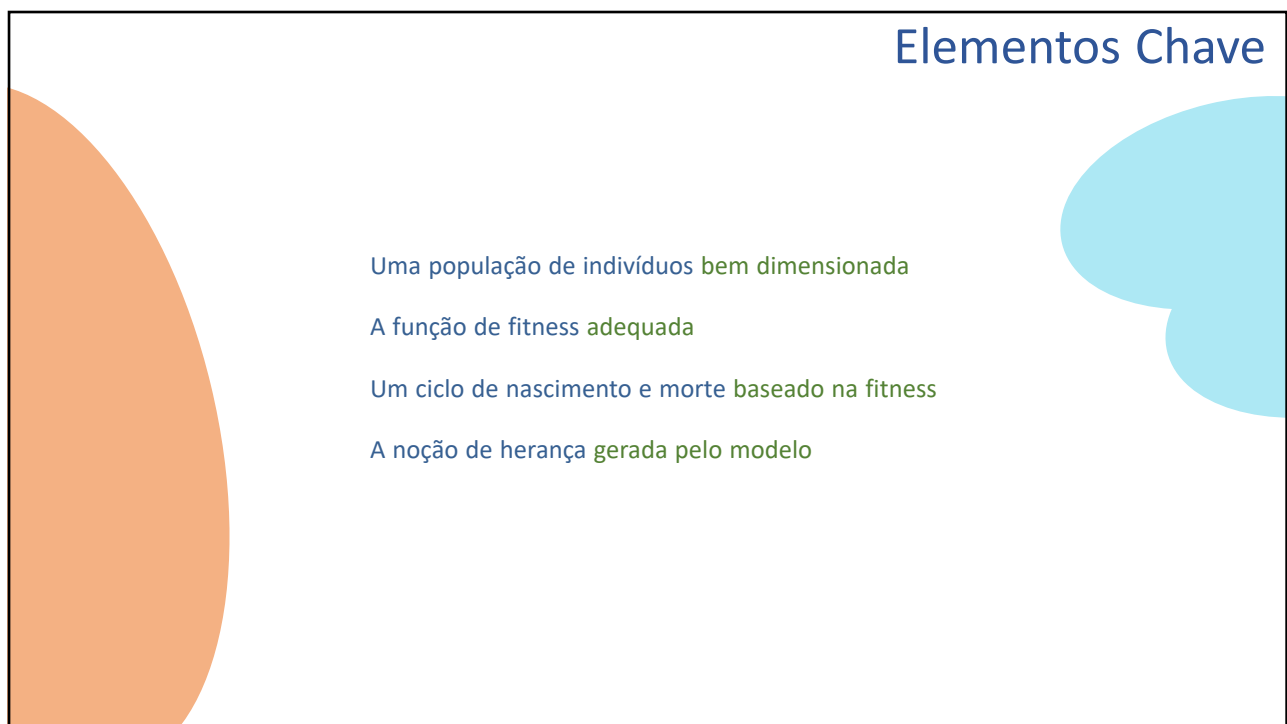 Elementos Chave
Uma população de indivíduos bem dimensionada
A função de fitness adequada
Um ciclo de nascimento e morte baseado na fitness
A noção de herança gerada pelo modelo